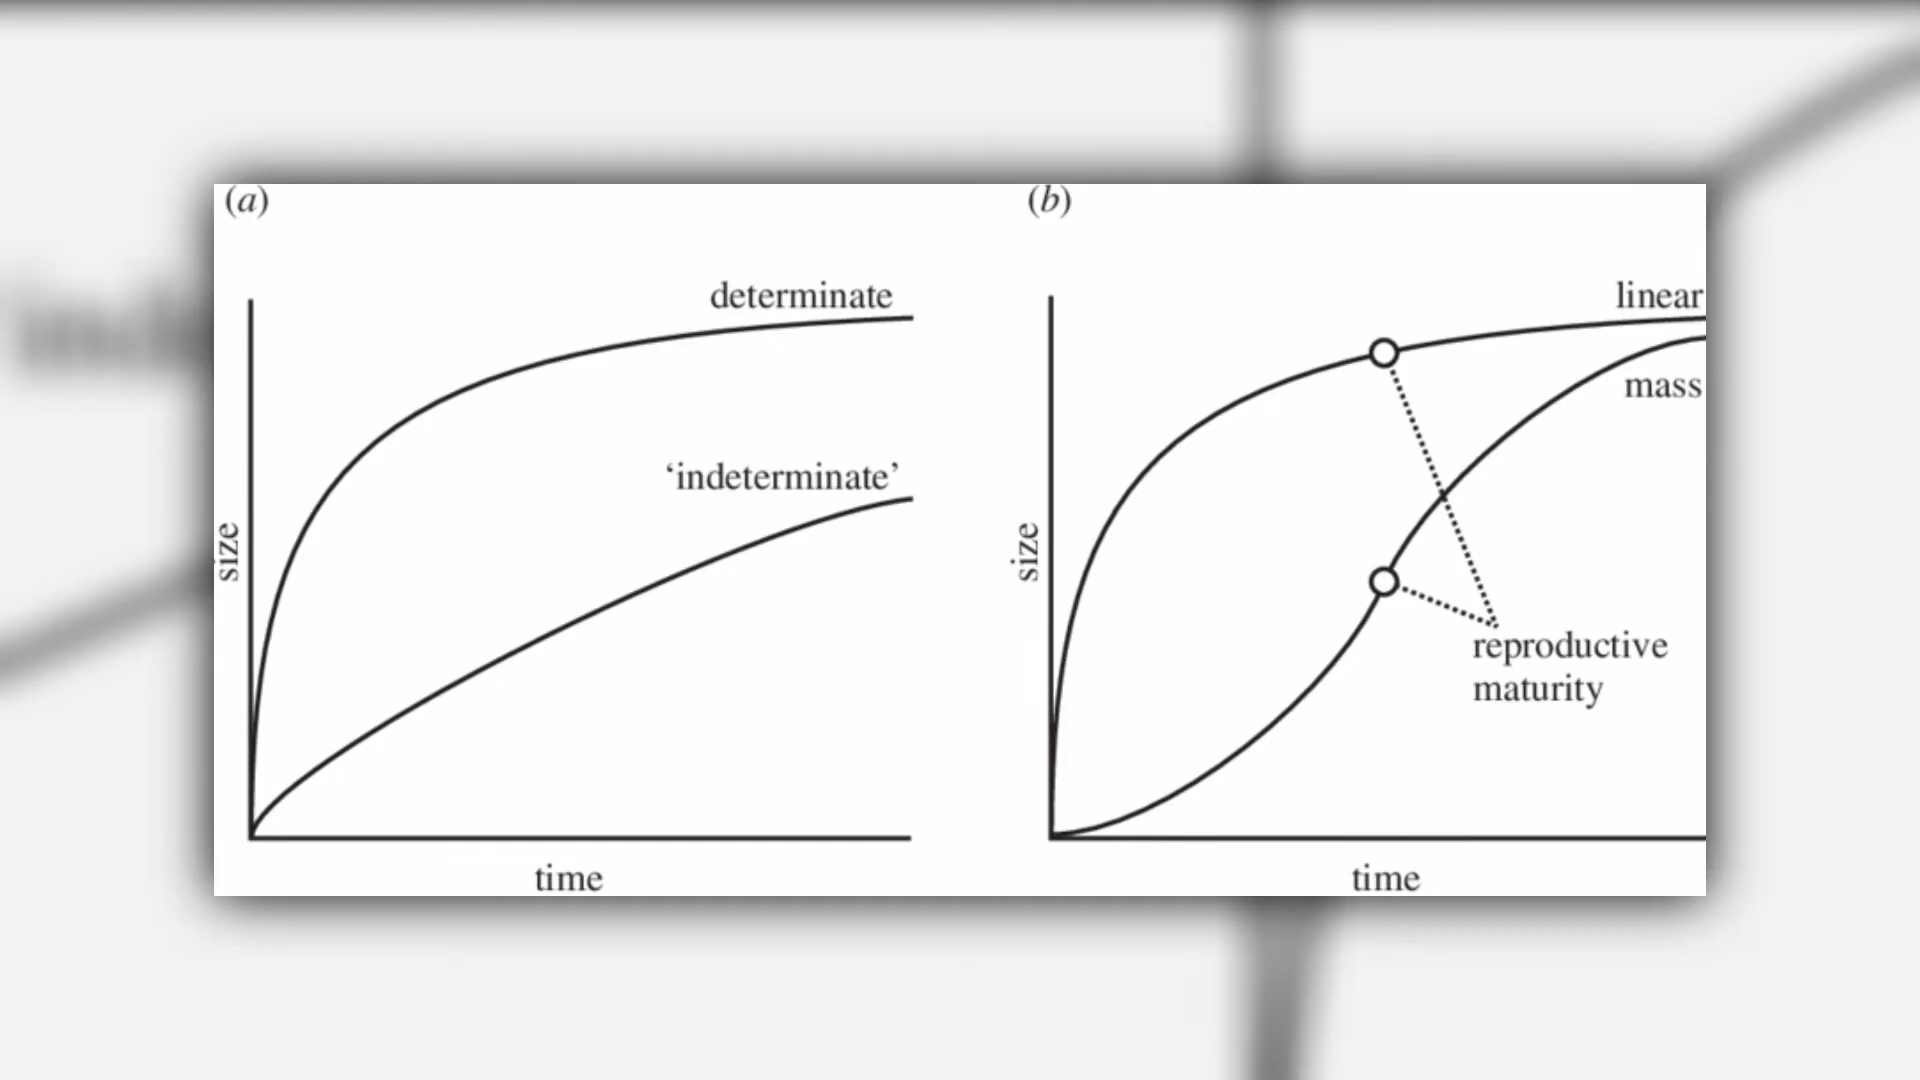 (a)
determinate
‘indeterminate’
size
time
(b)
linear
mass
reproductive
maturity
size
time